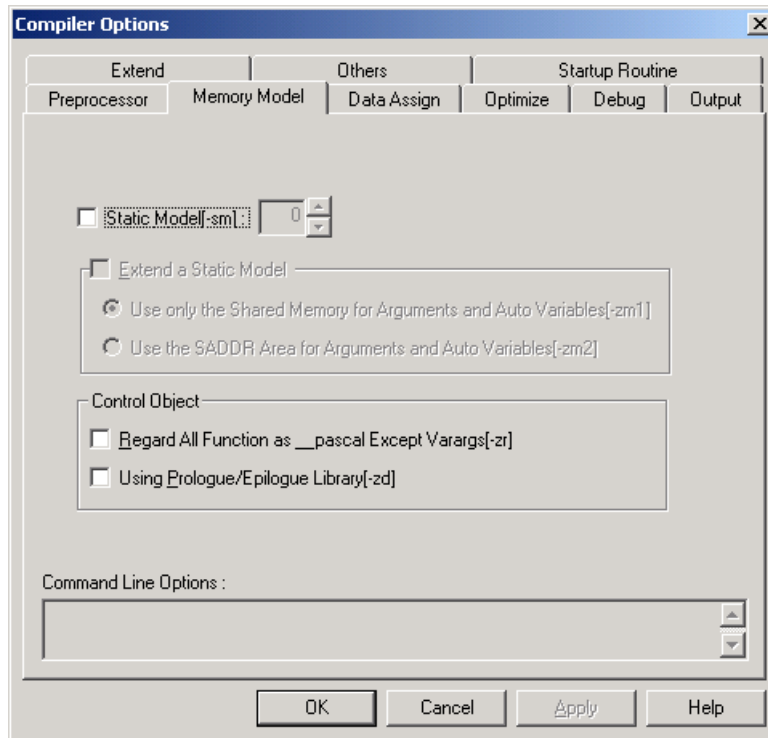 Compiler Options
Extend Others Startup Routine
Preprocessor Memory Model Data Assign Optimize Debug Output
Static Model[-sm] : 0
Extend a Static Model
Use only the Shared Memory for Arguments and Auto Variables[-zm1]
Use the SADDR Area for Arguments and Auto Variables[-zm2]
Control Object
Regard All Function as __pascal Except Varargs[-zr]
Using Prologue/Epilogue Library[-zd]
Command Line Options :
OK Cancel Apply Help